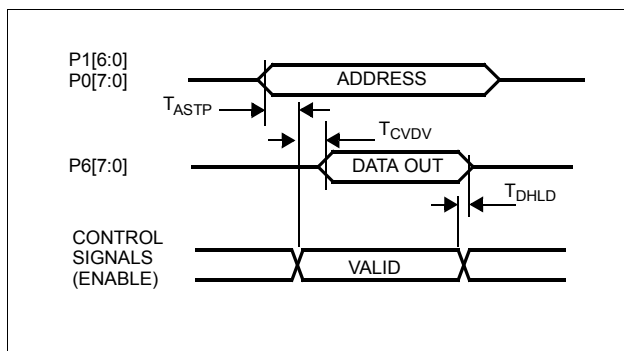 P1[6:0]
P0[7:0]
ADDRESS
TASTP
TCVDV
P6[7:0]
DATA OUT
TDHLD
CONTROL
SIGNALS
(ENABLE)
VALID